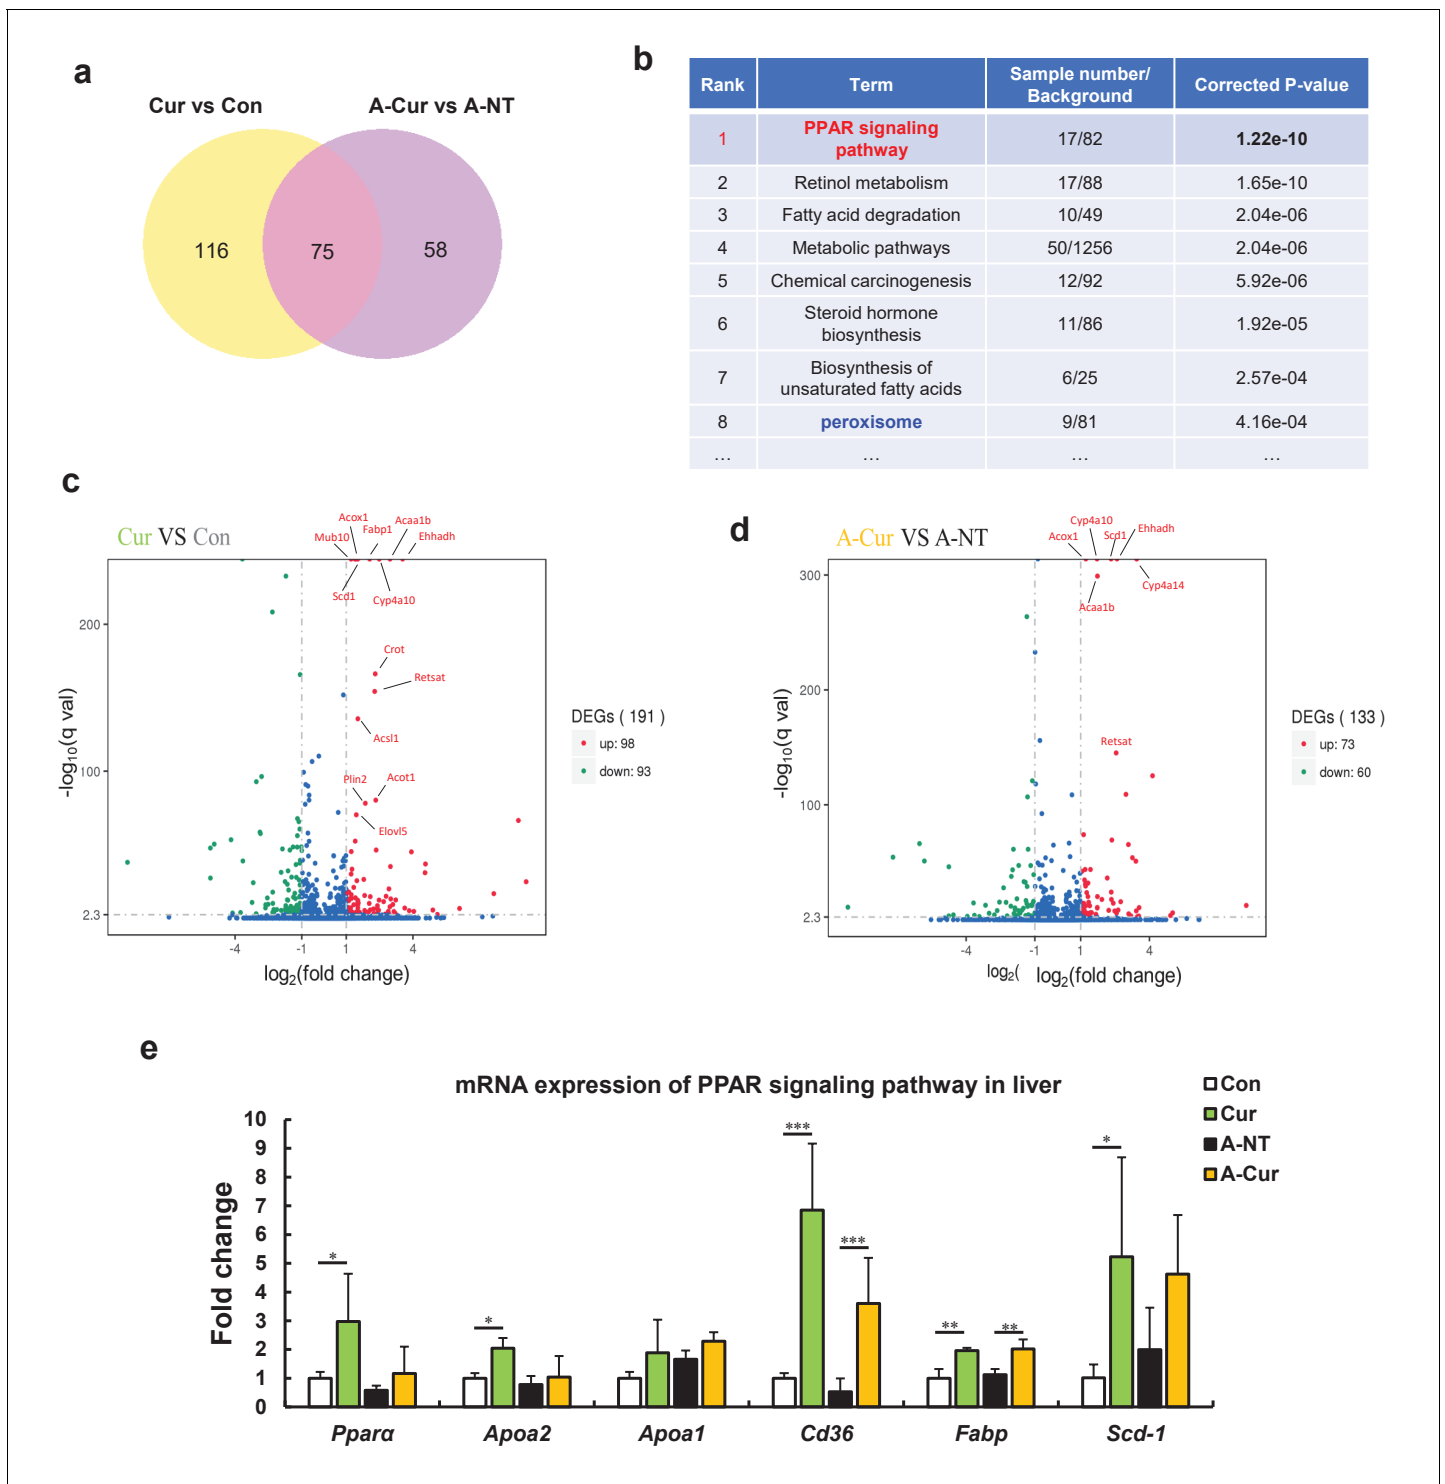 a
Cur vs Con
A-Cur vs A-NT
116
75
58
b
Rank Term Sample number/ Background Corrected P-value
1 PPAR signaling pathway 17/82 1.22e-10
2 Retinol metabolism 17/88 1.65e-10
3 Fatty acid degradation 10/49 2.04e-06
4 Metabolic pathways 50/1256 2.04e-06
5 Chemical carcinogenesis 12/92 5.92e-06
6 Steroid hormone biosynthesis 11/86 1.92e-05
7 Biosynthesis of unsaturated fatty acids 6/25 2.57e-04
8 peroxisome 9/81 4.16e-04
... ... ... ...
c
Cur VS Con
Acox1
Fabp1
Acaa1b
Mub10
Ehhadh
Scd1
Cyp4a10
Crot
Retsat
Acsl1
Plin2
Acot1
Elovl5
-log10(q val)
200
100
2.3
-4 -1 1 4
log2(fold change)
DEGs ( 191 )
up: 98
down: 93
d
A-Cur VS A-NT
Cyp4a10
Acox1
Scd1
Ehhadh
Cyp4a14
Acaa1b
Retsat
-log10(q val)
300
200
100
2.3
-4 -1 1 4
log2( log2(fold change)
DEGs ( 133 )
up: 73
down: 60
e
mRNA expression of PPAR signaling pathway in liver
Con
Cur
A-NT
A-Cur
Fold change
10
9
8
7
6
5
4
3
2
1
0
*
*
***
***
**
**
*
Pparα Apoa2 Apoa1 Cd36 Fabp Scd-1